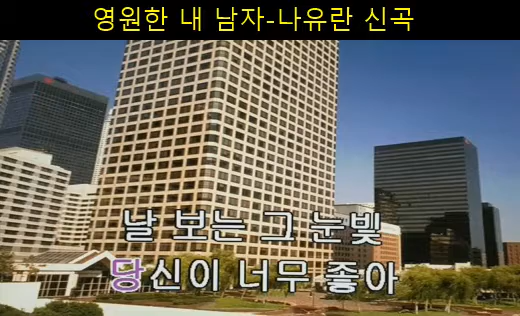 영원한 내 남자-나유란 신곡
날 보는 그 눈빛
당신이 너무 좋아